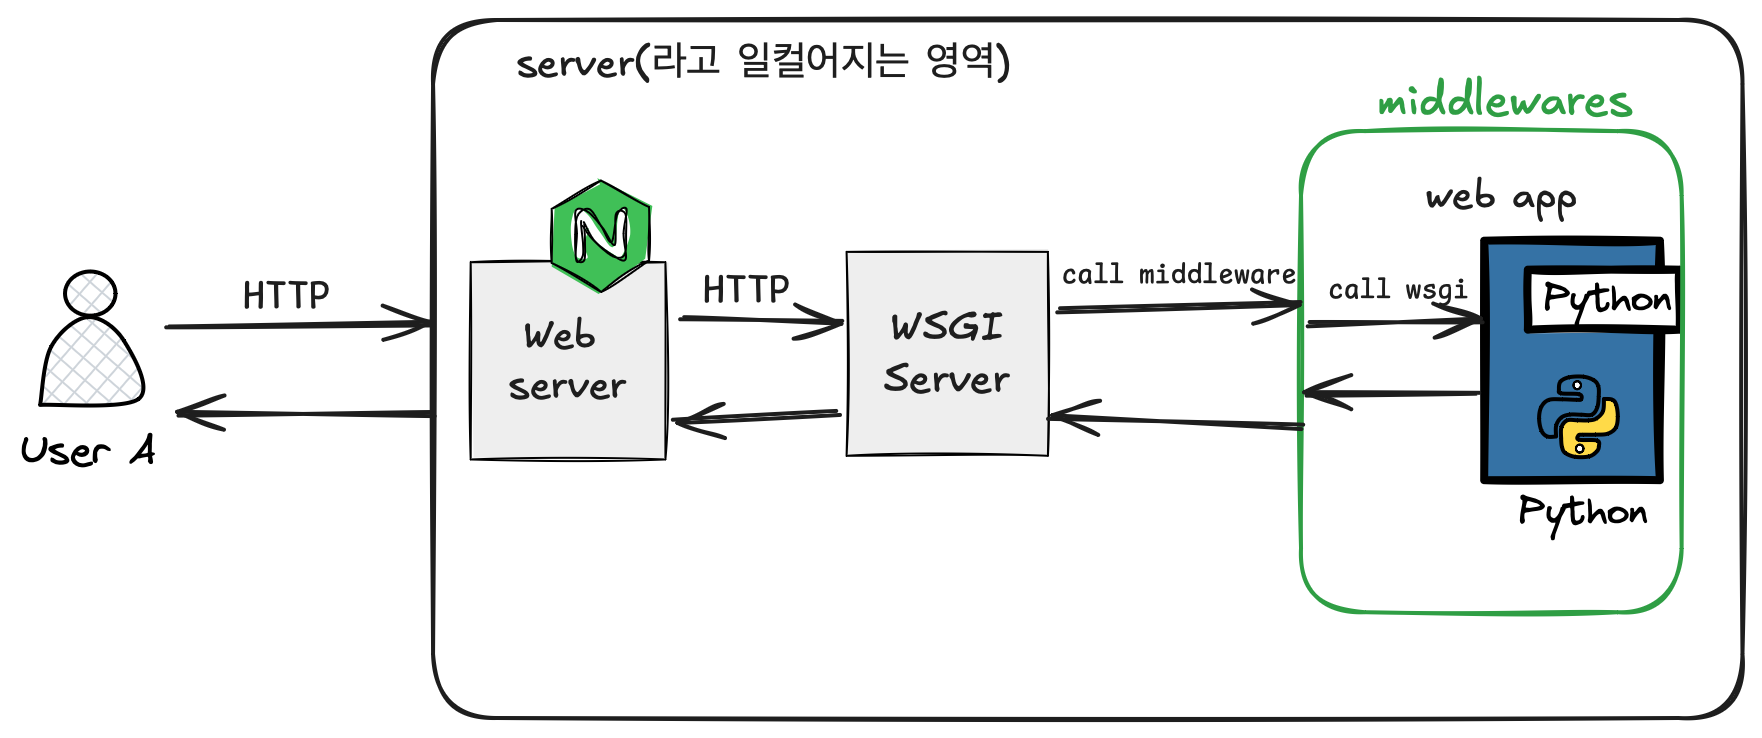 server(라고 일컬어지는 영역)
middlewares
web app
N
HTTP
HTTP
call middleware
call wsgi
Python
Web
server
WSGI
Server
User A
Python